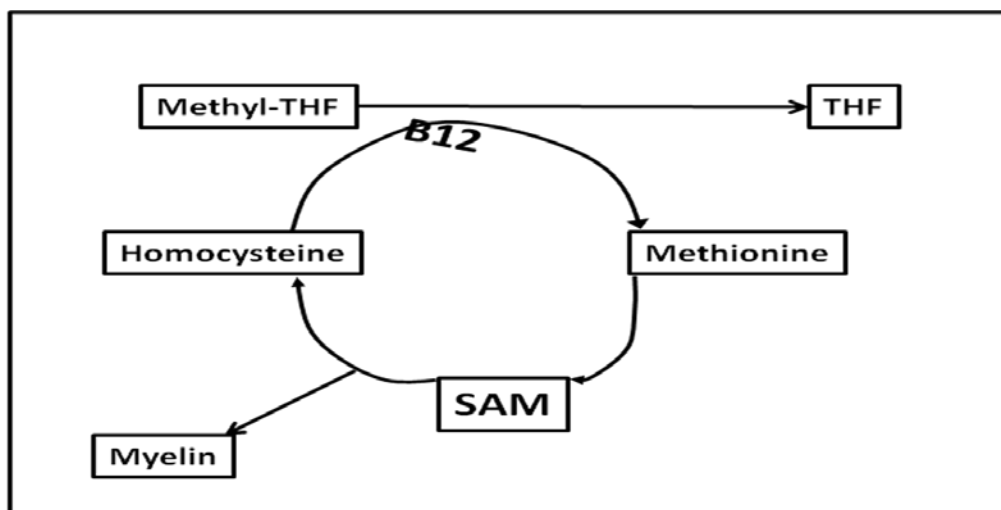 Methyl-THF
THF
B12
Homocysteine
Methionine
SAM
Myelin